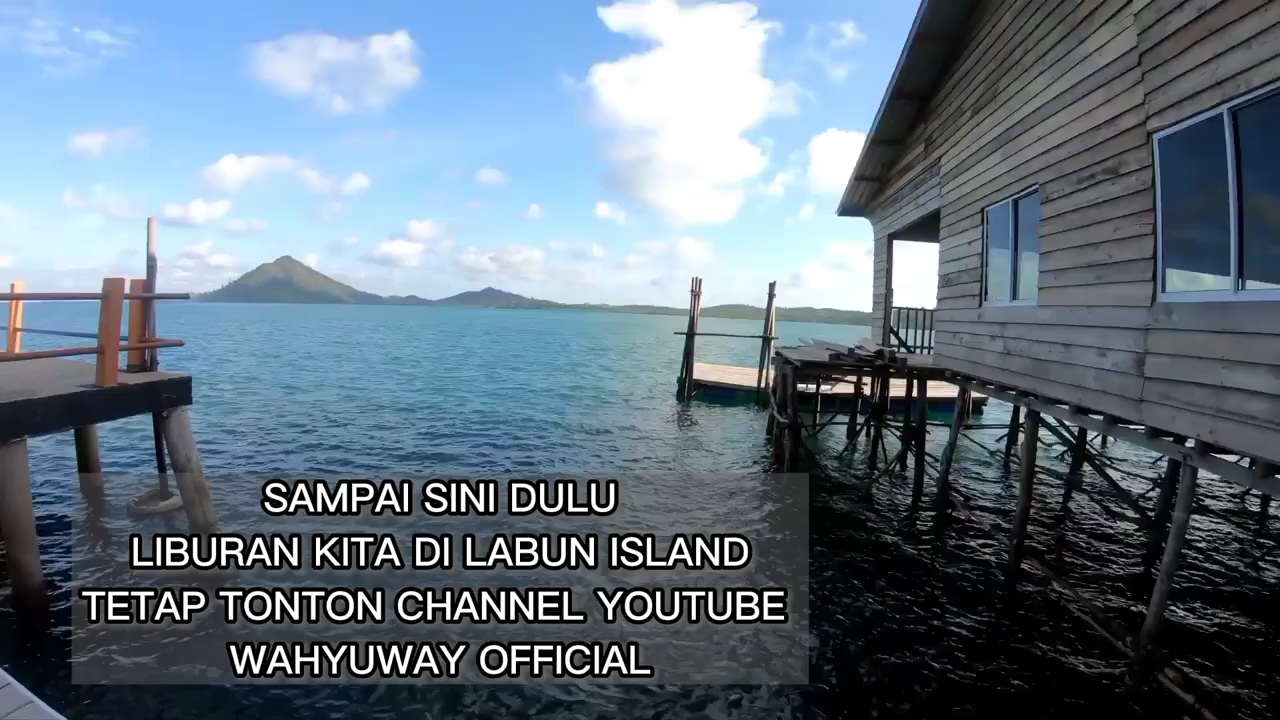 SAMPAI SINI DULU
LIBURAN KITA DI LABUN ISLAND
TETAP TONTON CHANNEL YOUTUBE
WAHYUWAY OFFICIAL